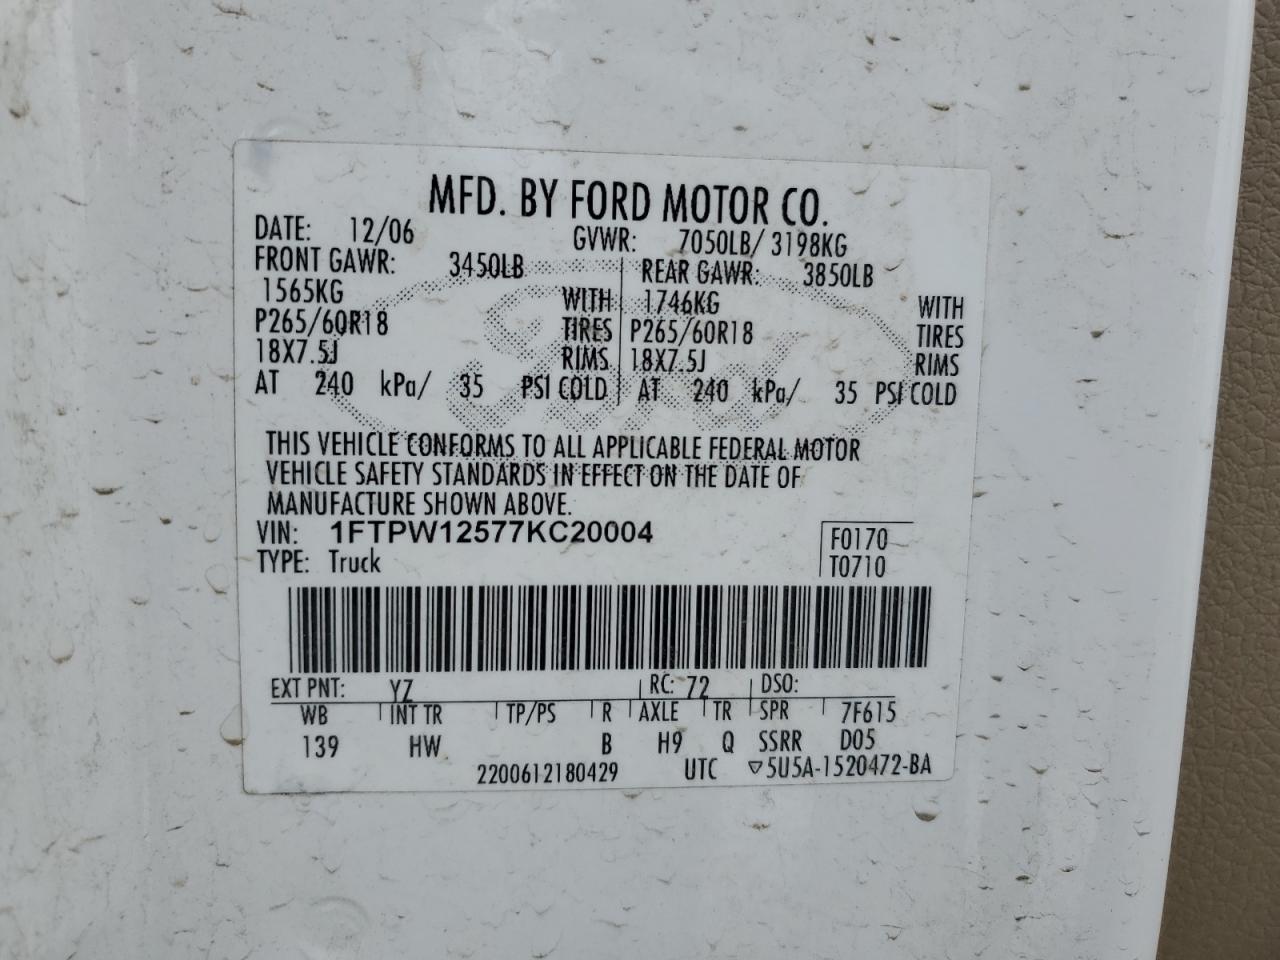 MFD. BY FORD MOTOR CO.
DATE: 12/06 GVWR: 7050LB/ 3198KG
FRONT GAWR: 3450LB REAR GAWR: 3850LB
1565KG WITH 1746KG WITH
P265/60R18 TIRES P265/60R18 TIRES
18X7.5J RIMS 18X7.5J RIMS
AT 240 kPa/ 35 PSI COLD AT 240 kPa/ 35 PSI COLD
THIS VEHICLE CONFORMS TO ALL APPLICABLE FEDERAL MOTOR
VEHICLE SAFETY STANDARDS IN EFFECT ON THE DATE OF
MANUFACTURE SHOWN ABOVE.
VIN: 1FTPW12577KC20004 F0170
TYPE: Truck T0710
EXT PNT: YZ RC: 72 DSO:
WB INT TR TP/PS R AXLE TR SPR 7F615
139 HW B H9 Q SSRR D05
2200612180429 UTC ▽5U5A-1520472-BA
Ford